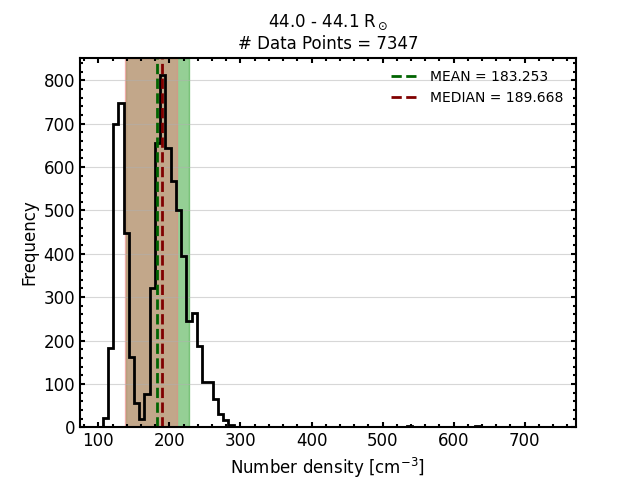 44.0 - 44.1 R⊙
# Data Points = 7347
MEAN = 183.253
MEDIAN = 189.668
800
700
600
500
400
300
200
100
0
Frequency
100 200 300 400 500 600 700
Number density [cm⁻³]